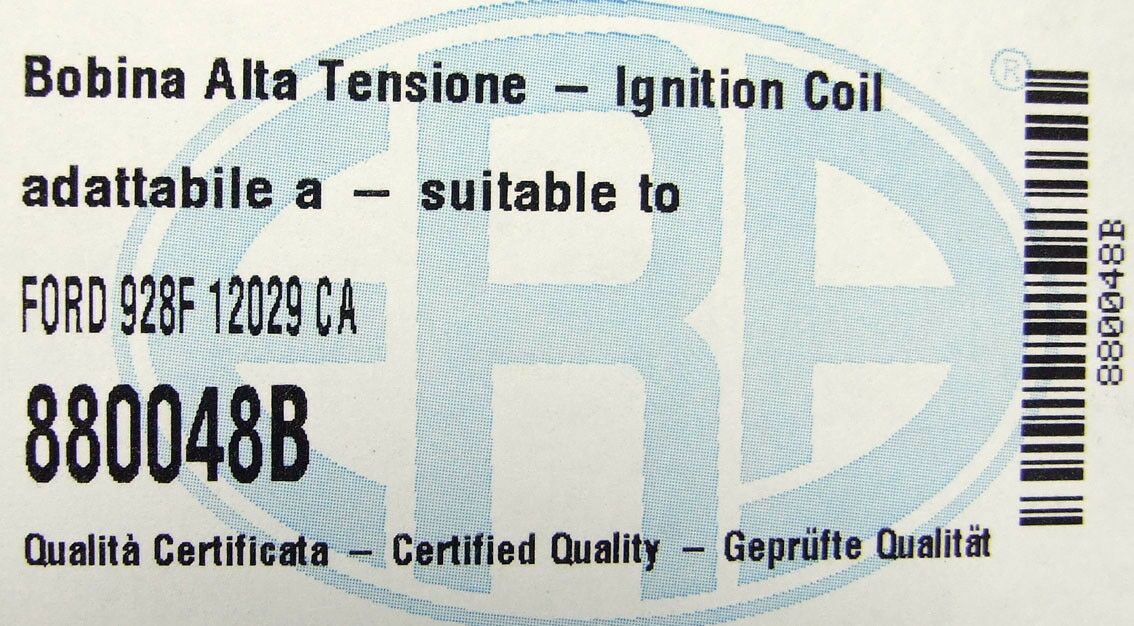 Bobina Alta Tensione – Ignition Coil
adattabile a – suitable to
FORD 928F 12029 CA
880048B
Qualità Certificata – Certified Quality – Geprüfte Qualität
ERA
®
880048B